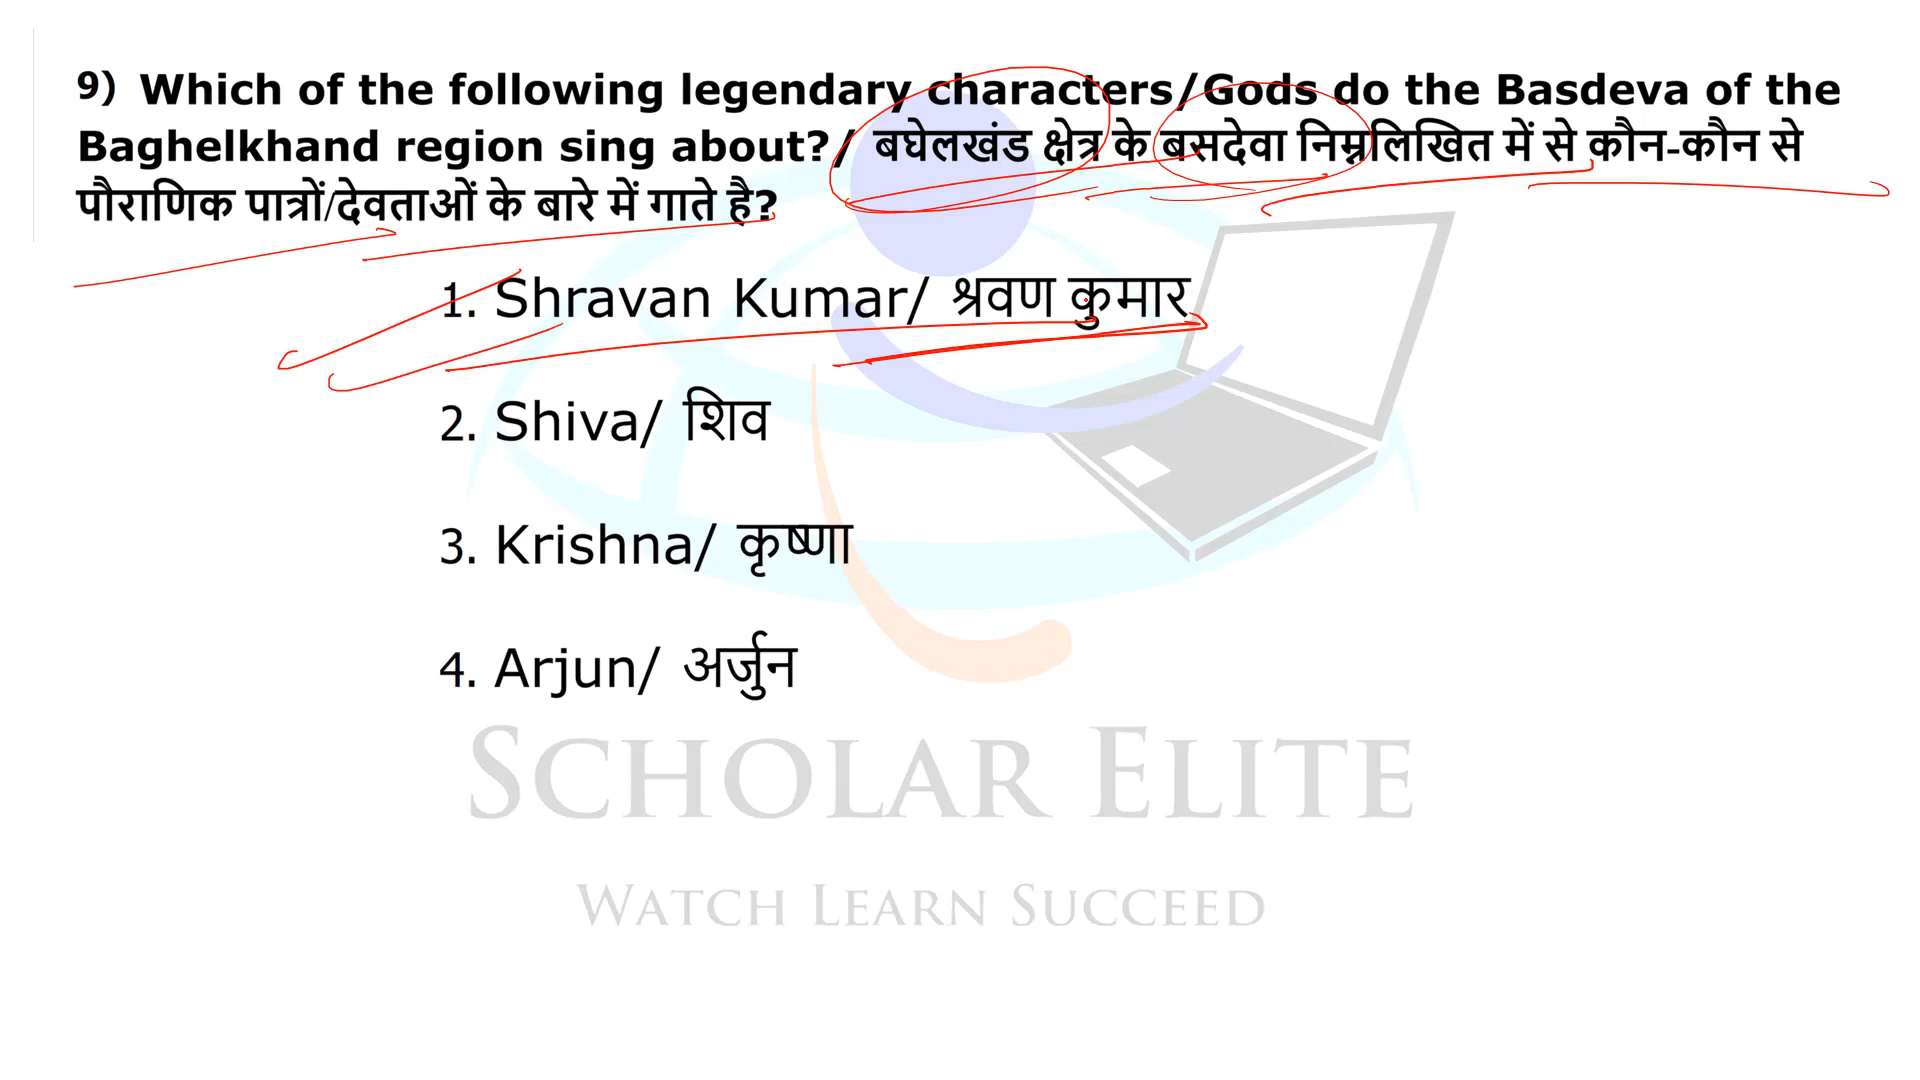 9) Which of the following legendary characters/Gods do the Basdeva of the
Baghelkhand region sing about?/ बघेलखंड क्षेत्र के बसदेवा निम्नलिखित में से कौन-कौन से
पौराणिक पात्रों/देवताओं के बारे में गाते है?
1. Shravan Kumar/ श्रवण कुमार
2. Shiva/ शिव
3. Krishna/ कृष्णा
4. Arjun/ अर्जुन
SCHOLAR ELITE
WATCH LEARN SUCCEED